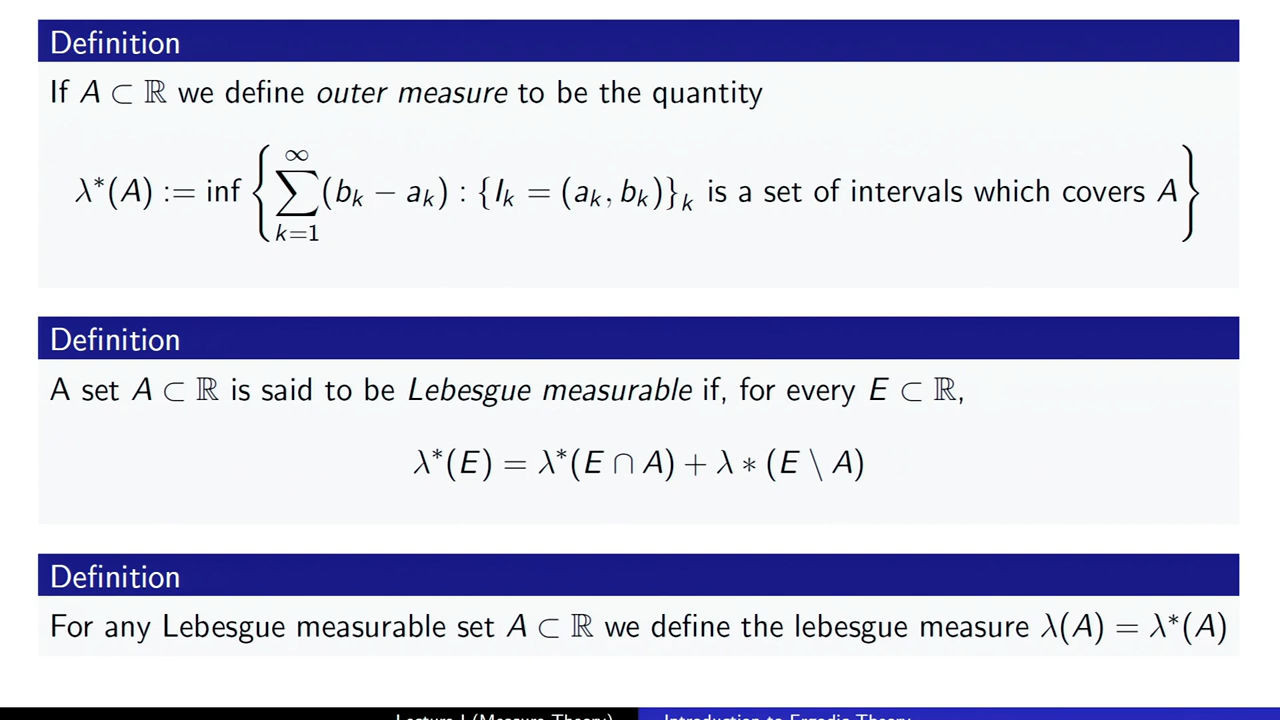 Definition
If A ⊂ ℝ we define outer measure to be the quantity
λ*(A) := inf { ∑_{k=1}^{∞} (b_k − a_k) : {I_k = (a_k, b_k)}_k is a set of intervals which covers A }
Definition
A set A ⊂ ℝ is said to be Lebesgue measurable if, for every E ⊂ ℝ,
λ*(E) = λ*(E ∩ A) + λ ∗ (E \ A)
Definition
For any Lebesgue measurable set A ⊂ ℝ we define the lebesgue measure λ(A) = λ*(A)
Lecture I (Measure Theory) Introduction to Ergodic Theory